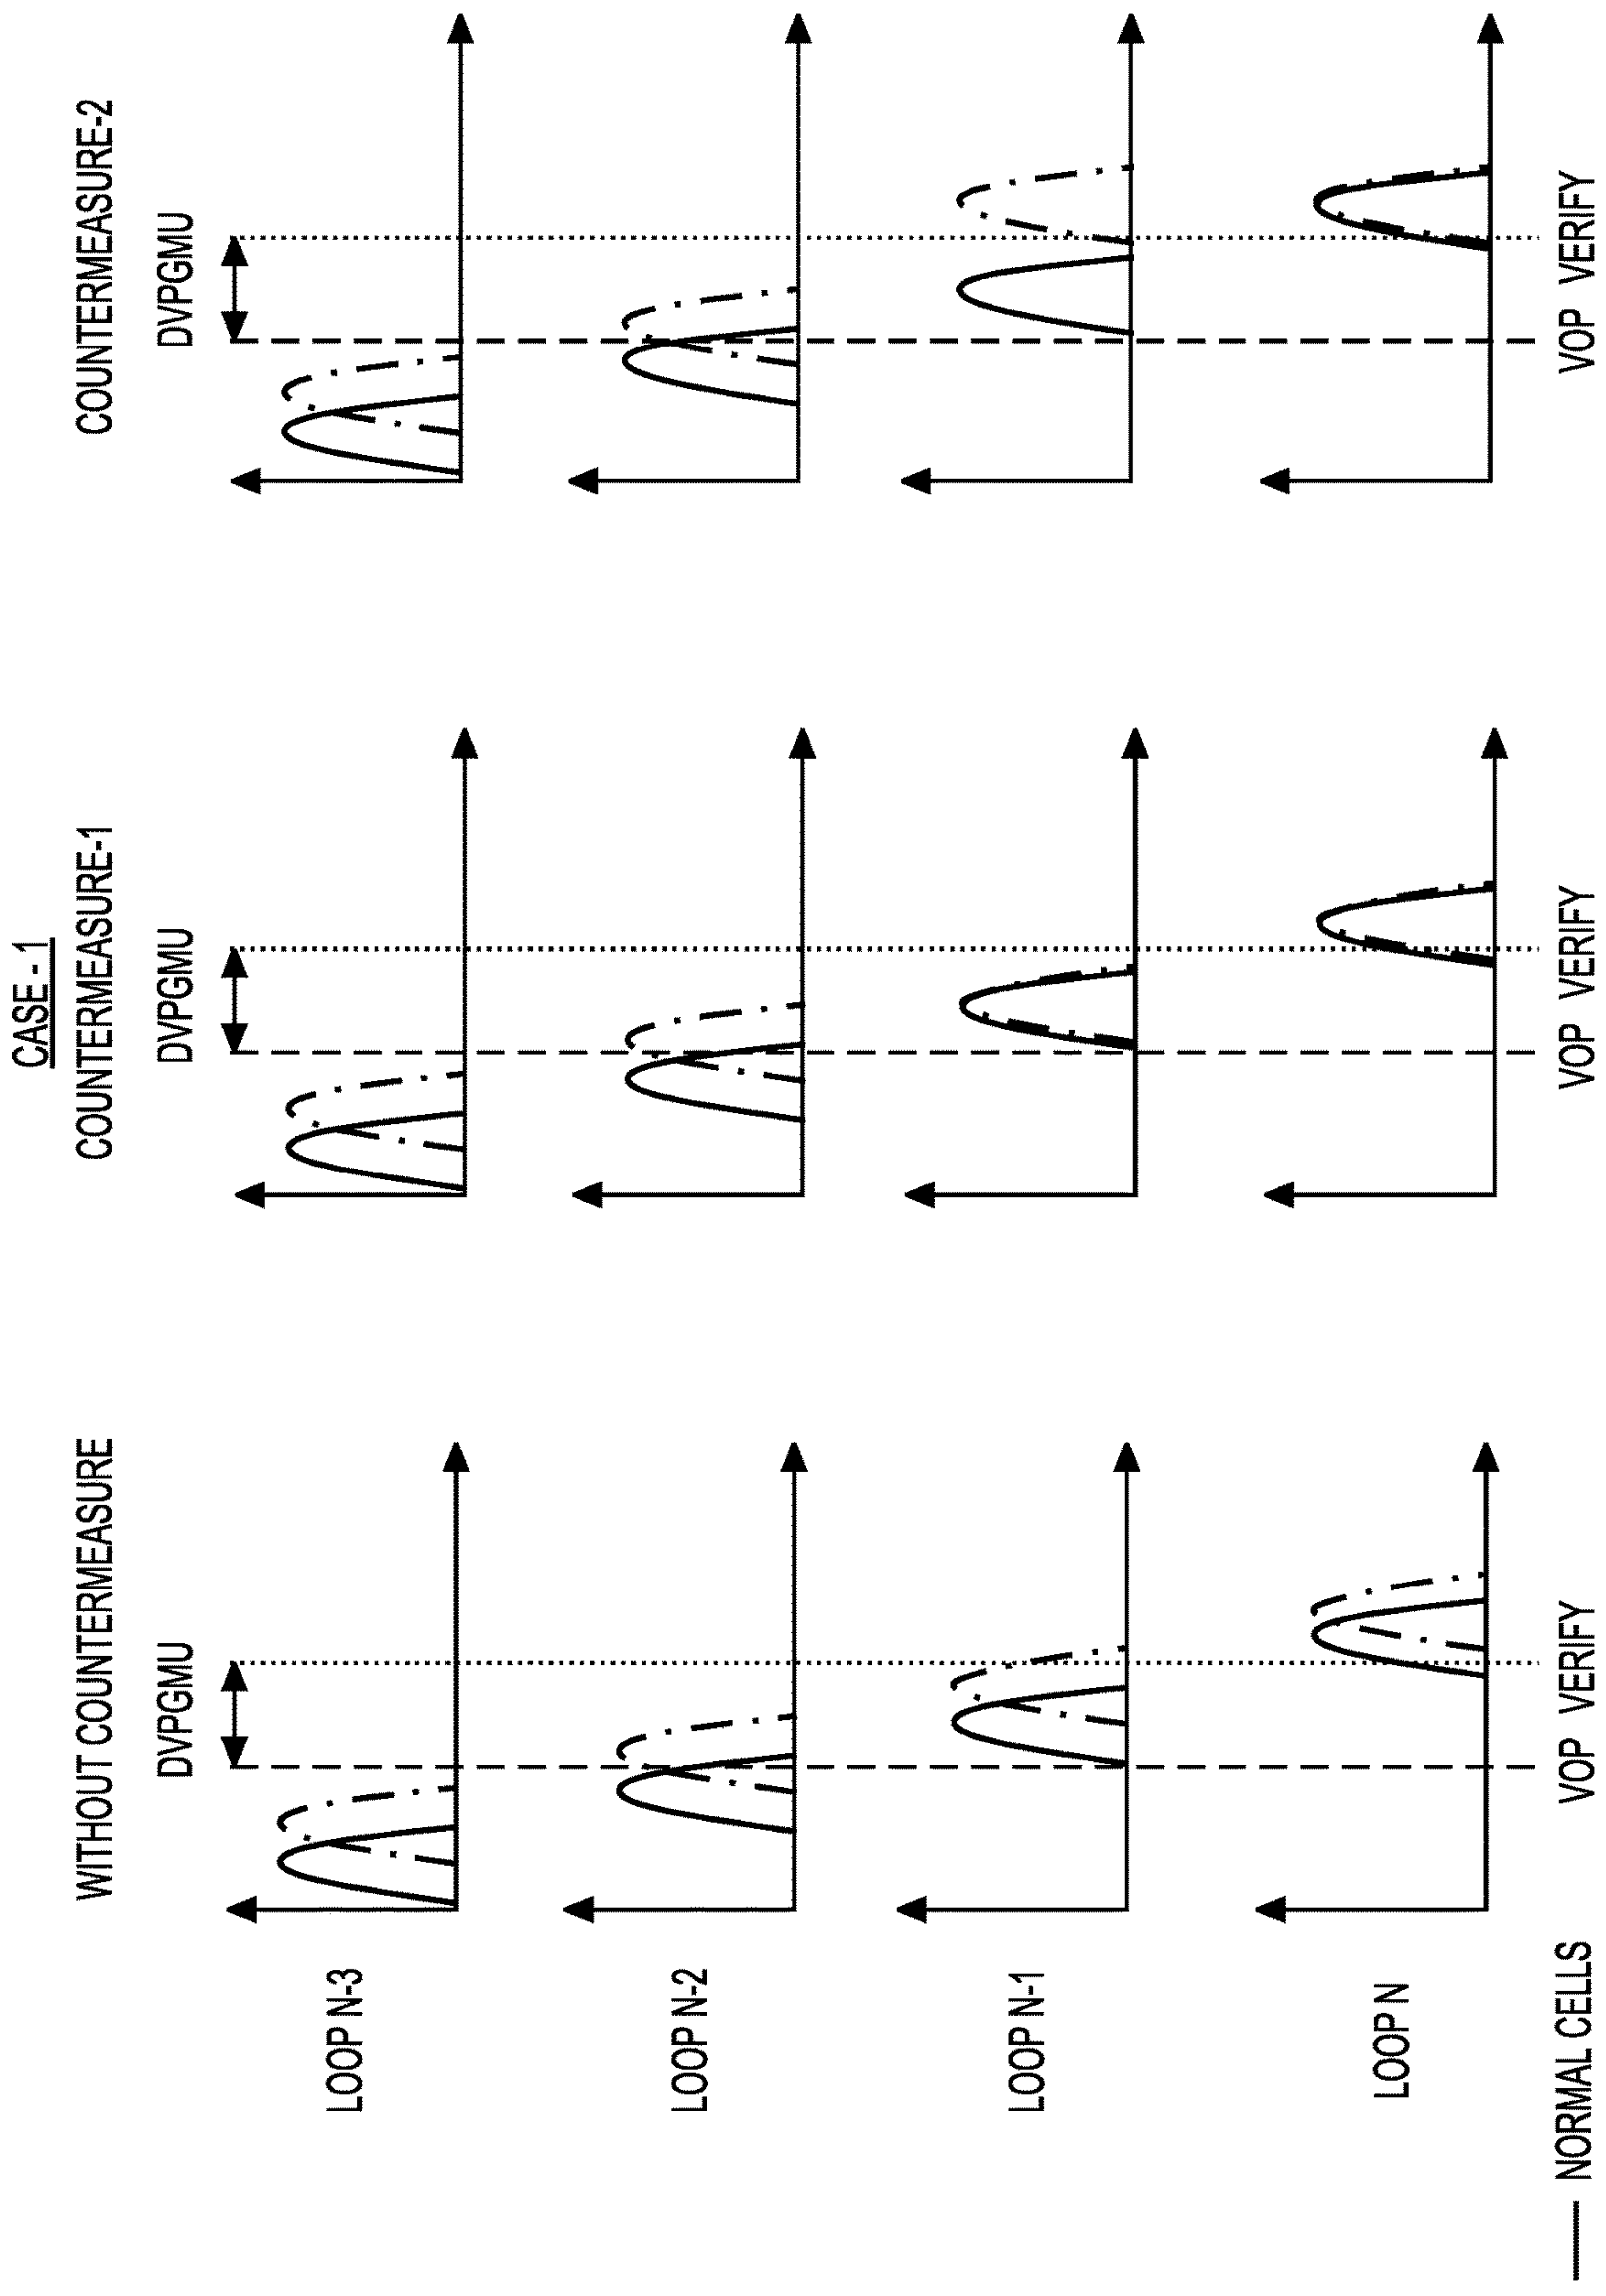 CASE - 1
WITHOUT COUNTERMEASURE
COUNTERMEASURE-1
COUNTERMEASURE-2
DVPGMU
DVPGMU
DVPGMU
LOOP N-3
LOOP N-2
LOOP N-1
LOOP N
VOP VERIFY
VOP VERIFY
VOP VERIFY
NORMAL CELLS